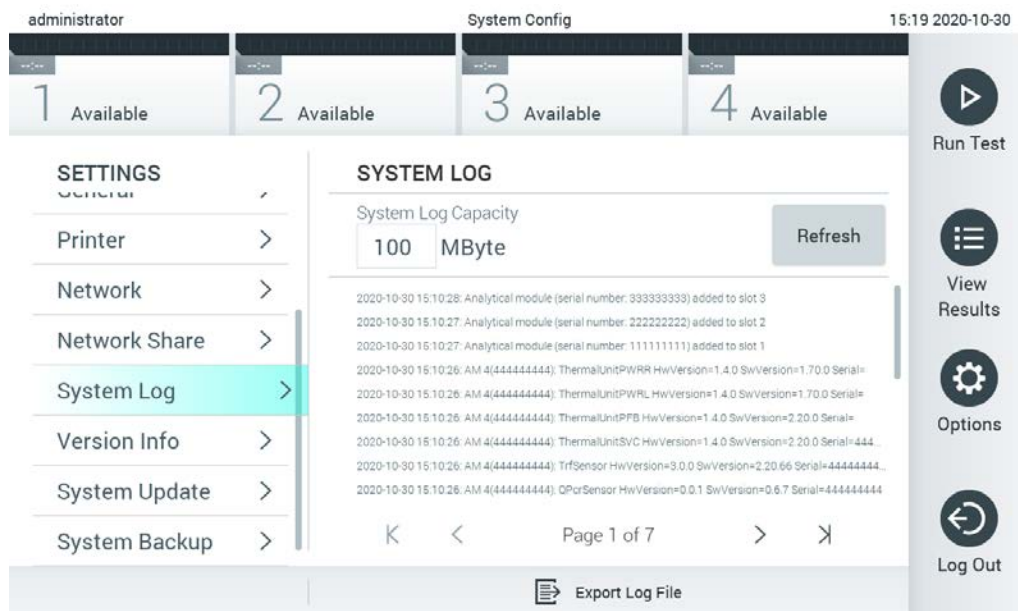 administrator
System Config
15:19 2020-10-30
--:--
--:--
--:--
--:--
1 Available
2 Available
3 Available
4 Available
Run Test
View
Results
Options
Log Out
SETTINGS
General
Printer
Network
Network Share
System Log
Version Info
System Update
System Backup
SYSTEM LOG
System Log Capacity
100 MByte
Refresh
2020-10-30 15:10:28: Analytical module (serial number: 333333333) added to slot 3
2020-10-30 15:10:27: Analytical module (serial number: 222222222) added to slot 2
2020-10-30 15:10:27: Analytical module (serial number: 111111111) added to slot 1
2020-10-30 15:10:26: AM 4(444444444): ThermalUnitPWRR HwVersion=1.4.0 SwVersion=1.70.0 Serial=
2020-10-30 15:10:26: AM 4(444444444): ThermalUnitPWRL HwVersion=1.4.0 SwVersion=1.70.0 Serial=
2020-10-30 15:10:26: AM 4(444444444): ThermalUnitPFB HwVersion=1.4.0 SwVersion=2.20.0 Serial=
2020-10-30 15:10:26: AM 4(444444444): ThermalUnitSVC HwVersion=1.4.0 SwVersion=2.20.0 Serial=444...
2020-10-30 15:10:26: AM 4(444444444): TrfSensor HwVersion=3.0.0 SwVersion=2.20.66 Serial=44444444...
2020-10-30 15:10:26: AM 4(444444444): QPcrSensor HwVersion=0.0.1 SwVersion=0.6.7 Serial=444444444
Page 1 of 7
Export Log File